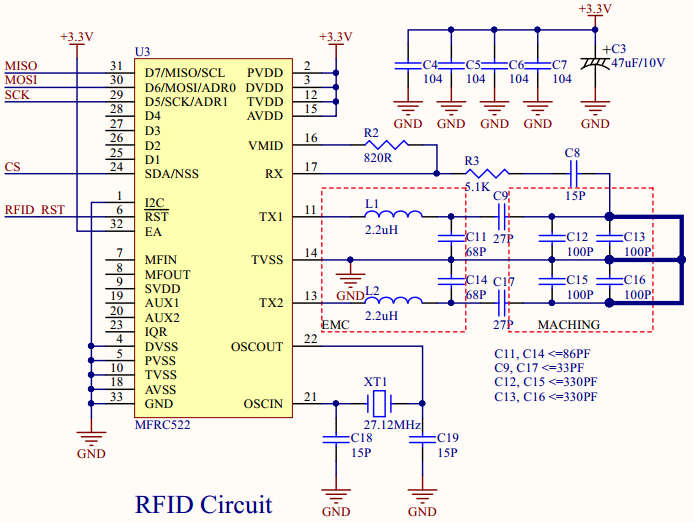 +3.3V
+3.3V
+3.3V
U3
C4
104
C5
104
C6
104
C7
104
+
C3
47uF/10V
GND
GND
GND
GND
GND
MISO
31
D7/MISO/SCL
PVDD
2
MOSI
30
D6/MOSI/ADR0
DVDD
3
SCK
29
D5/SCK/ADR1
TVDD
12
28
D4
AVDD
15
27
D3
26
D2
VMID
16
R2
820R
25
D1
CS
24
SDA/NSS
RX
17
R3
5.1K
C8
15P
1
I2C
RFID_RST
6
RST
TX1
11
L1
2.2uH
C9
27P
32
EA
C11
68P
C12
100P
C13
100P
7
MFIN
TVSS
14
GND
8
MFOUT
9
SVDD
C14
68P
C17
27P
C15
100P
C16
100P
19
AUX1
TX2
13
L2
2.2uH
20
AUX2
23
IQR
EMC
MACHING
4
DVSS
OSCOUT
22
5
PVSS
10
TVSS
18
AVSS
33
GND
OSCIN
21
XT1
27.12MHz
C11, C14 <=86PF
C9, C17 <=33PF
C12, C15 <=330PF
C13, C16 <=330PF
MFRC522
C18
15P
C19
15P
GND
GND
GND
RFID Circuit